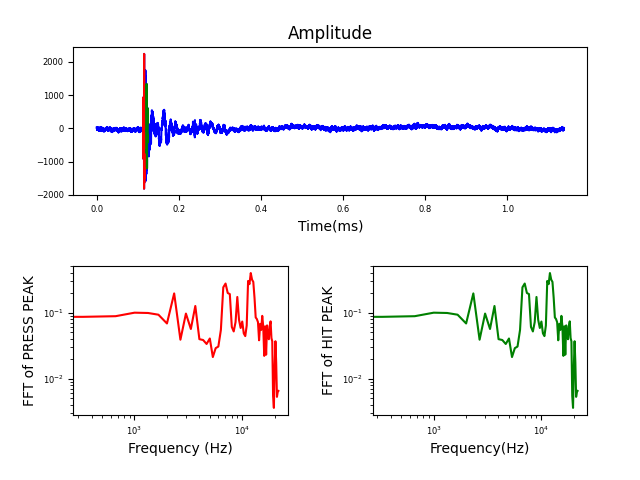 Amplitude
2000
1000
0
−1000
−2000
0.0 0.2 0.4 0.6 0.8 1.0
Time(ms)
FFT of PRESS PEAK
10⁻¹
10⁻²
10³ 10⁴
Frequency (Hz)
FFT of HIT PEAK
10⁻¹
10⁻²
10³ 10⁴
Frequency(Hz)